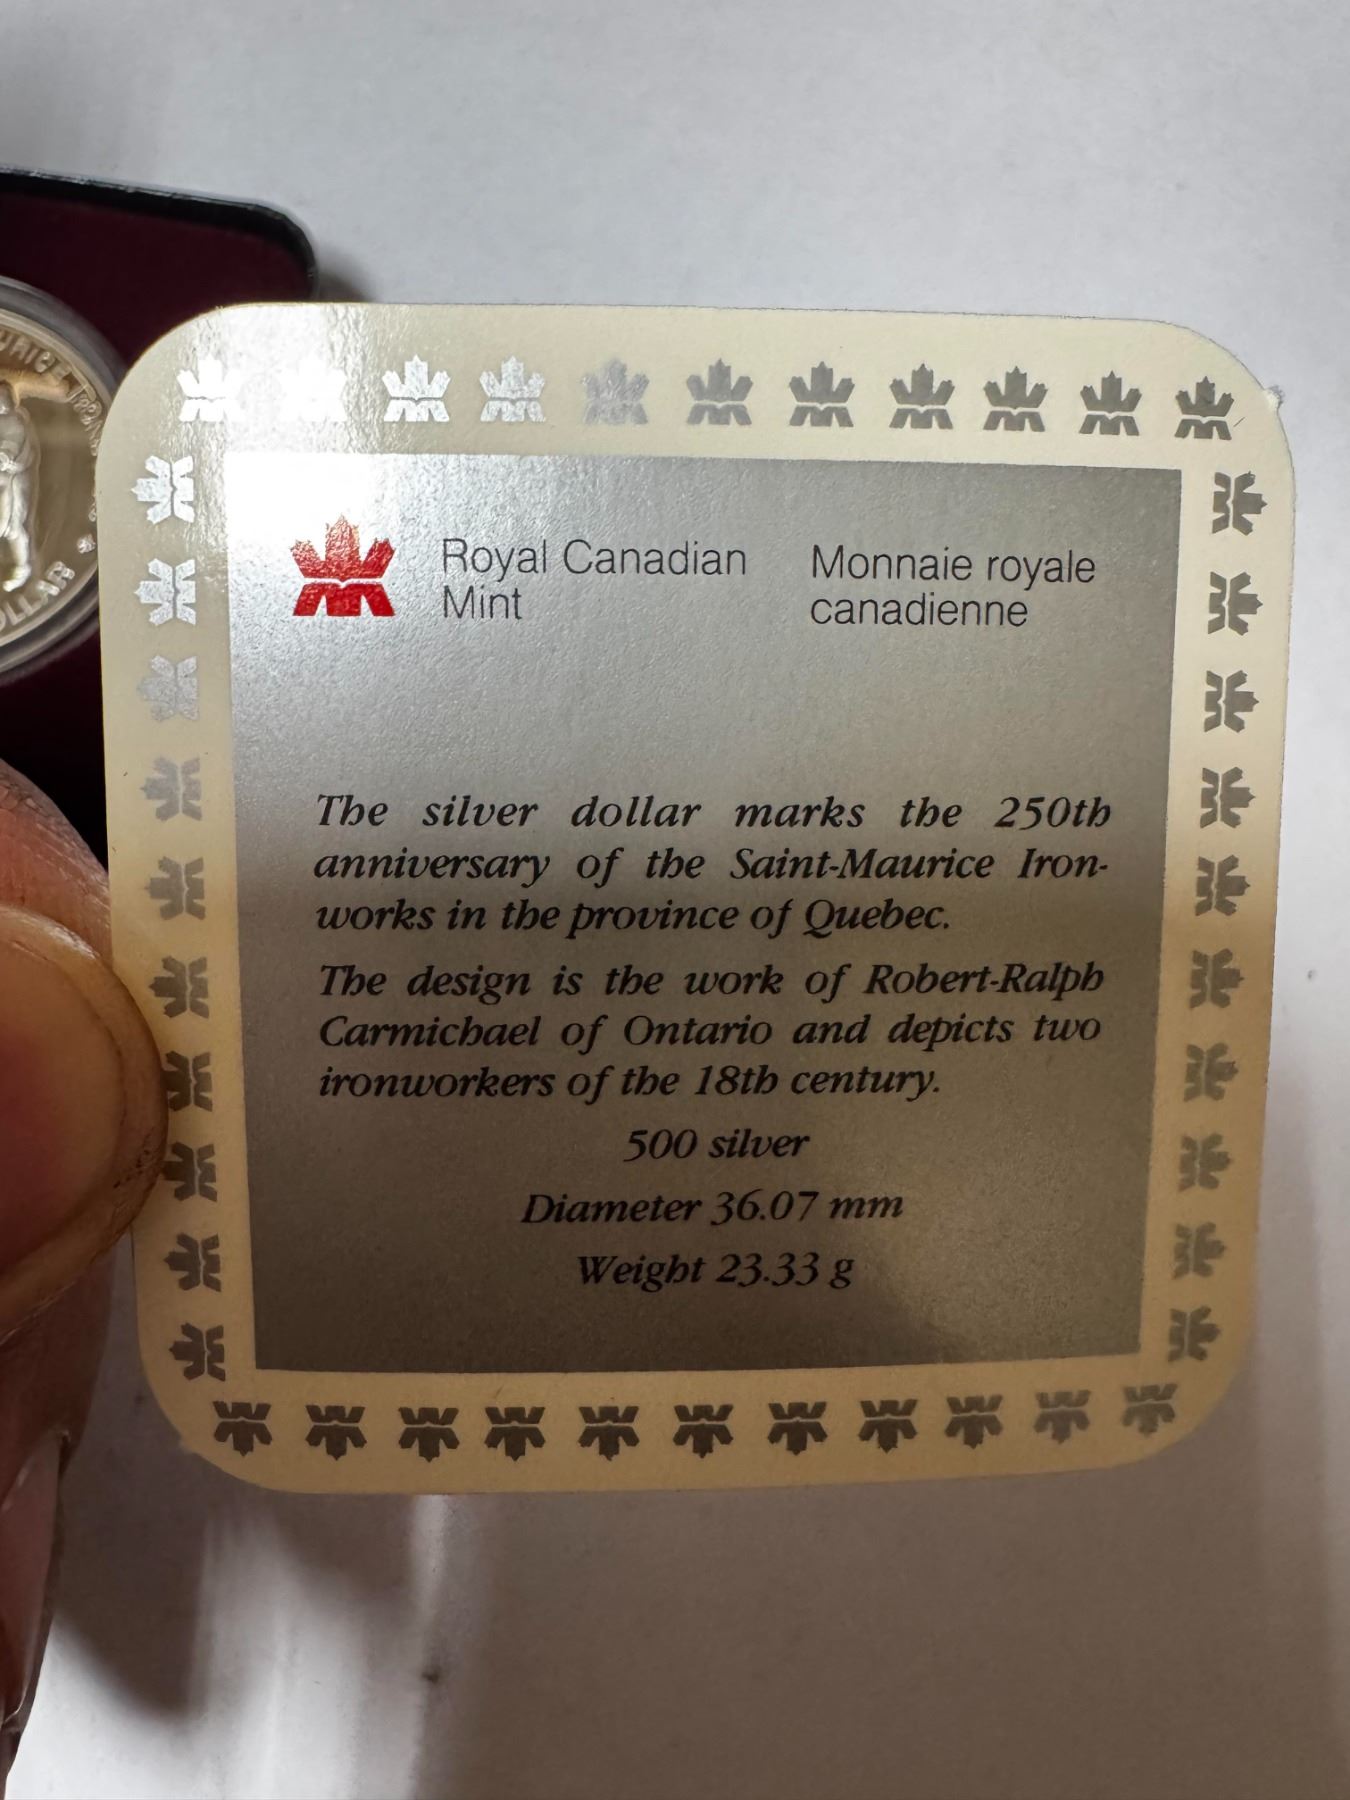 Royal Canadian Mint
Monnaie royale canadienne
The silver dollar marks the 250th
anniversary of the Saint-Maurice Iron-
works in the province of Quebec.
The design is the work of Robert-Ralph
Carmichael of Ontario and depicts two
ironworkers of the 18th century.
500 silver
Diameter 36.07 mm
Weight 23.33 g